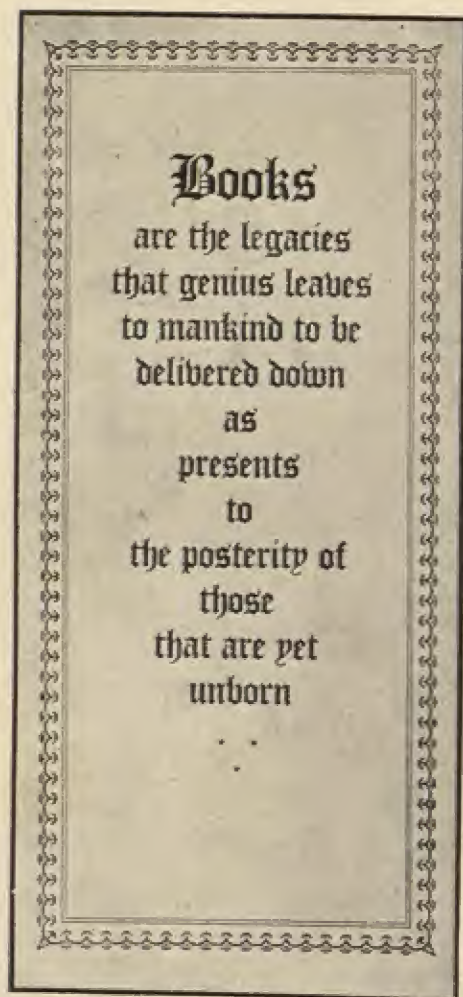 Books
are the legacies
that genius leaves
to mankind to be
delivered down
as
presents
to
the posterity of
those
that are yet
unborn